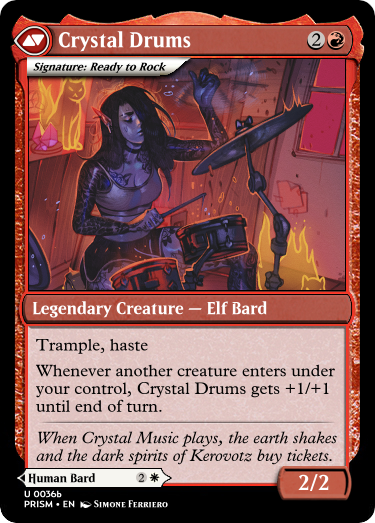 Crystal Drums 2
Signature: Ready to Rock
Legendary Creature — Elf Bard
Trample, haste
Whenever another creature enters under
your control, Crystal Drums gets +1/+1
until end of turn.
When Crystal Music plays, the earth shakes
and the dark spirits of Kerovotz buy tickets.
Human Bard 2
2/2
U 0036b
PRISM • EN Simone Ferriero